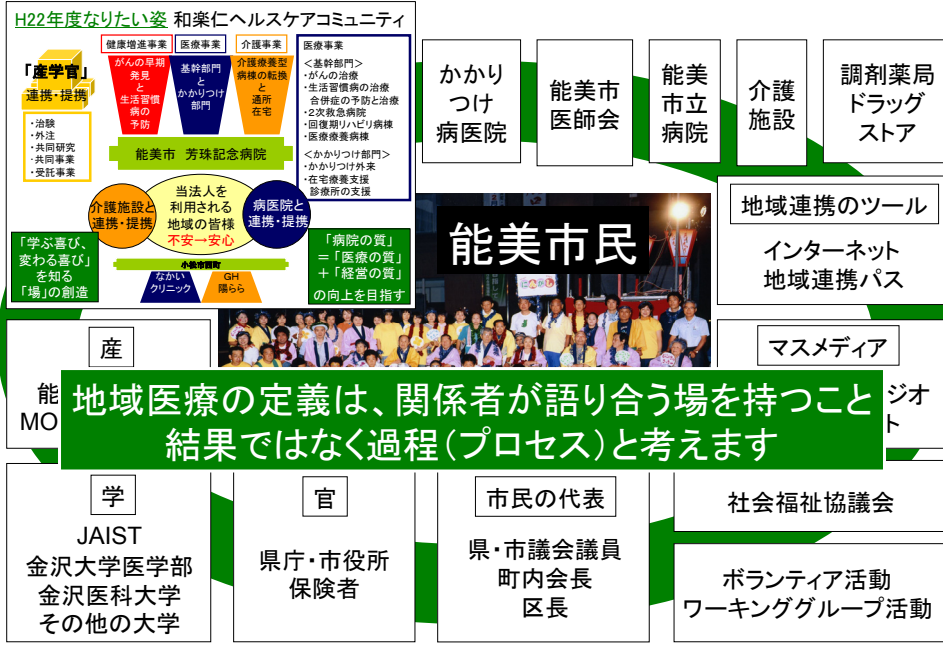 H22年度なりたい姿 和楽仁ヘルスケアコミュニティ
「産学官」
連携・提携
・治験
・外注
・共同研究
・共同事業
・受託事業
健康増進事業
がんの早期
発見
と
生活習慣
病の
予防
医療事業
基幹部門
と
かかりつけ
部門
介護事業
介護療養型
病棟の転換
と
通所
在宅
医療事業
<基幹部門>
・がんの治療
・生活習慣病の治療
合併症の予防と治療
・2次救急病院
・回復期リハビリ病棟
・医療療養病棟
<かかりつけ部門>
・かかりつけ外来
・在宅療養支援
診療所の支援
能美市 芳珠記念病院
介護施設と
連携・提携
当法人を
利用される
地域の皆様
不安→安心
病医院と
連携・提携
「学ぶ喜び、
変わる喜び」
を知る
「場」の創造
小松市西町
なかい
クリニック
GH
陽らら
「病院の質」
=「医療の質」
+「経営の質」
の向上を目指す
かかり
つけ
病医院
能美市
医師会
能美
市立
病院
介護
施設
調剤薬局
ドラッグ
ストア
能美市民
地域連携のツール
インターネット
地域連携パス
産
能
MO
マスメディア
ジオ
ト
地域医療の定義は、関係者が語り合う場を持つこと
結果ではなく過程(プロセス)と考えます
学
JAIST
金沢大学医学部
金沢医科大学
その他の大学
官
県庁・市役所
保険者
市民の代表
県・市議会議員
町内会長
区長
社会福祉協議会
ボランティア活動
ワーキンググループ活動